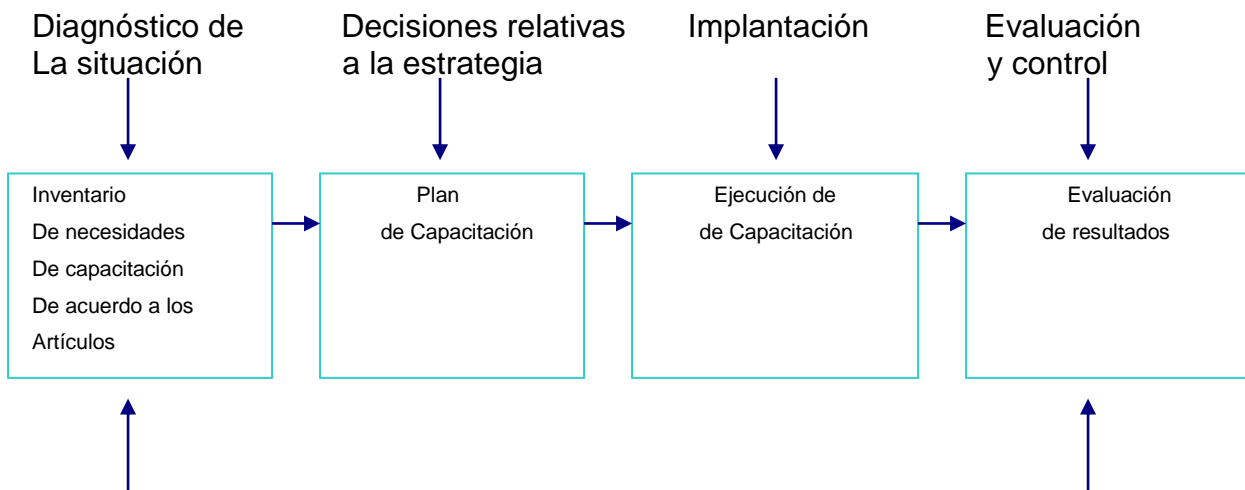 Diagnóstico de
La situación
Decisiones relativas
a la estrategia
Implantación
Evaluación
y control
Inventario
De necesidades
De capacitación
De acuerdo a los
Artículos
Plan
de Capacitación
Ejecución de
de Capacitación
Evaluación
de resultados